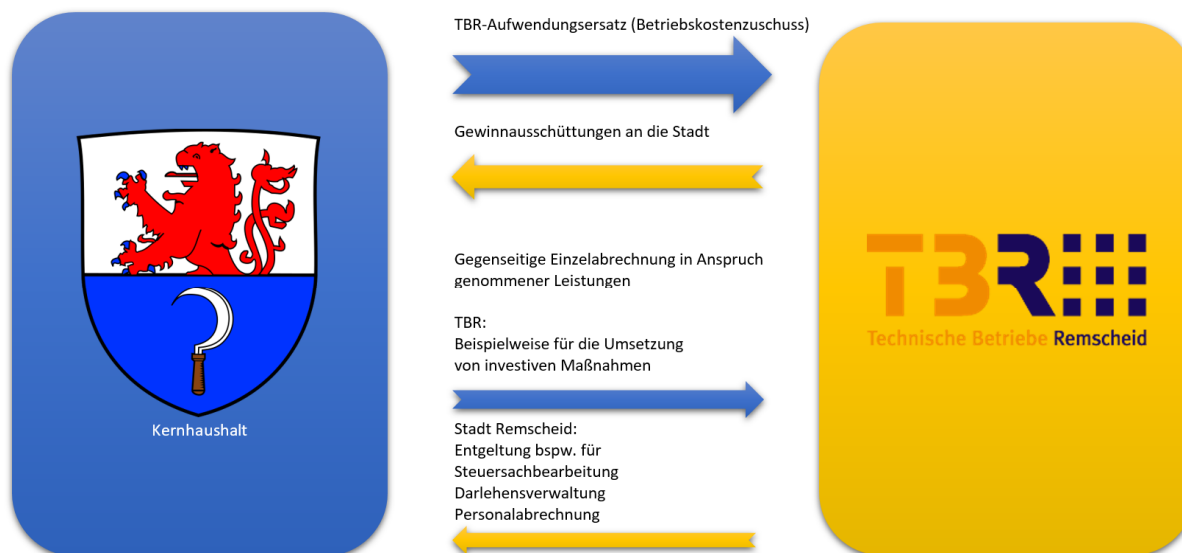 TBR-Aufwendungsersatz (Betriebskostenzuschuss)
Gewinnausschüttungen an die Stadt
Gegenseitige Einzelabrechnung in Anspruch
genommener Leistungen
TBR:
Beispielweise für die Umsetzung
von investiven Maßnahmen
Stadt Remscheid:
Entgeltung bspw. für
Steuersachbearbeitung
Darlehensverwaltung
Personalabrechnung
Kernhaushalt
TBR
Technische Betriebe Remscheid